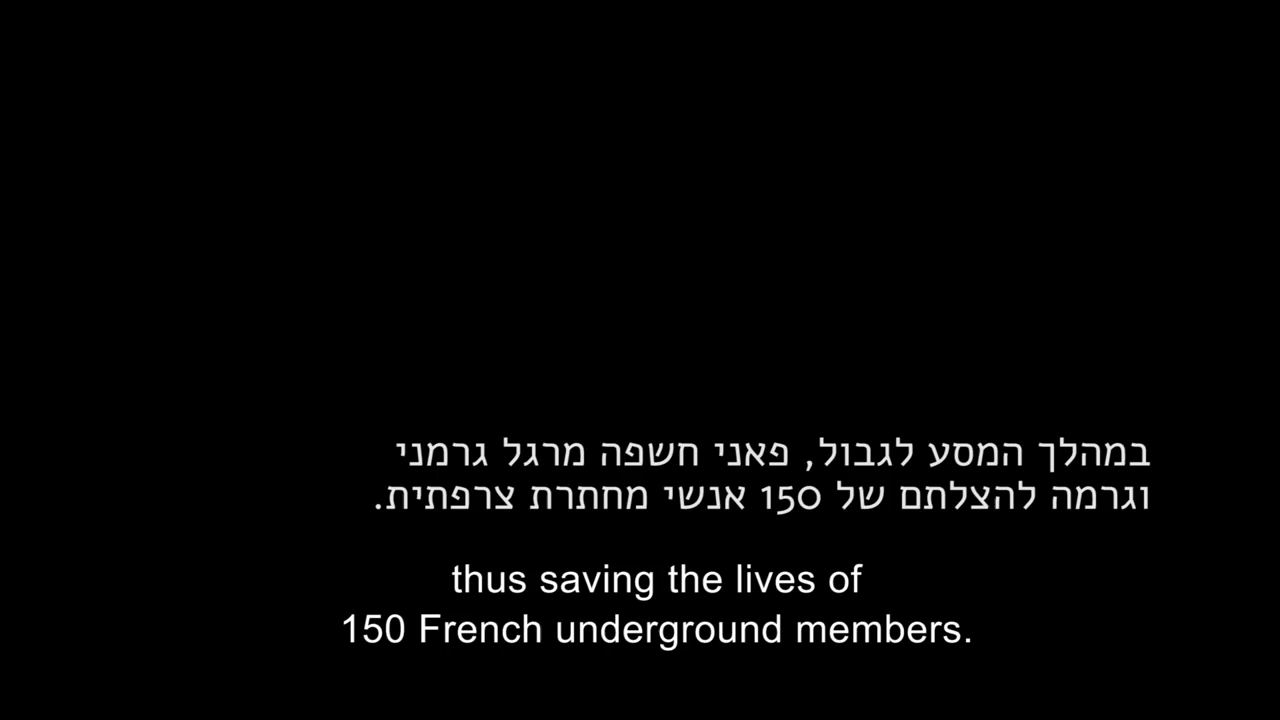 במהלך המסע לגבול, פאני חשפה מרגל גרמני
וגרמה להצלתם של 150 אנשי מחתרת צרפתית.
thus saving the lives of
150 French underground members.